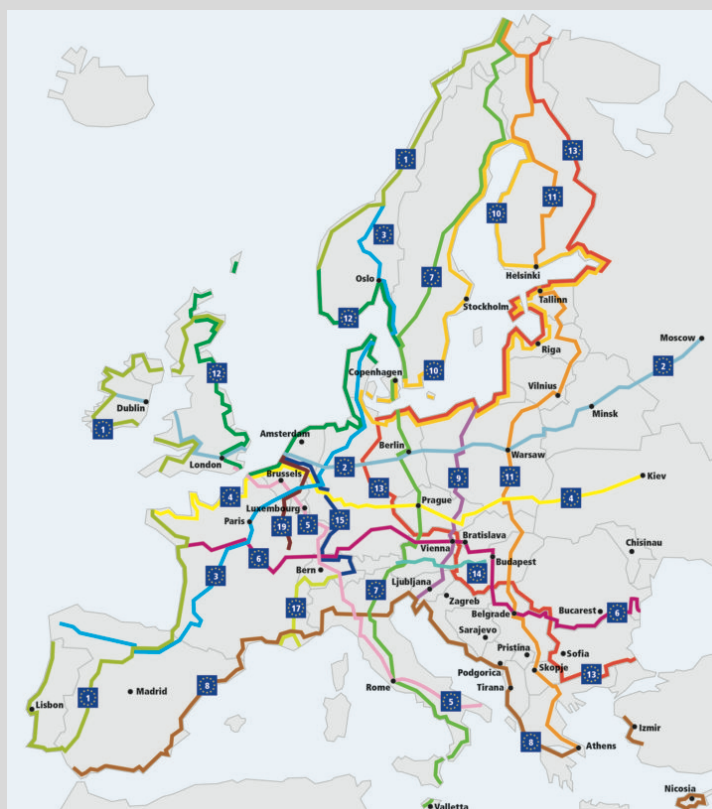 1
13
3
11
10
7
Oslo
Helsinki
12
Stockholm
Tallinn
Moscow
Riga
2
12
10
Copenhagen
Vilnius
Dublin
Minsk
1
Amsterdam
Berlin
London
2
Warsaw
9
11
Brussels
13
Kiev
4
4
Luxembourg
Prague
Paris
5
15
19
Bratislava
Chisinau
Vienna
6
Budapest
3
Bern
14
7
Ljubljana
17
Zagreb
Belgrade
Bucarest
6
Sarajevo
Pristina
Sofia
Podgorica
Skopje
13
8
Madrid
1
Rome
Tirana
Lisbon
5
Izmir
8
Athens
Nicosia
Valletta